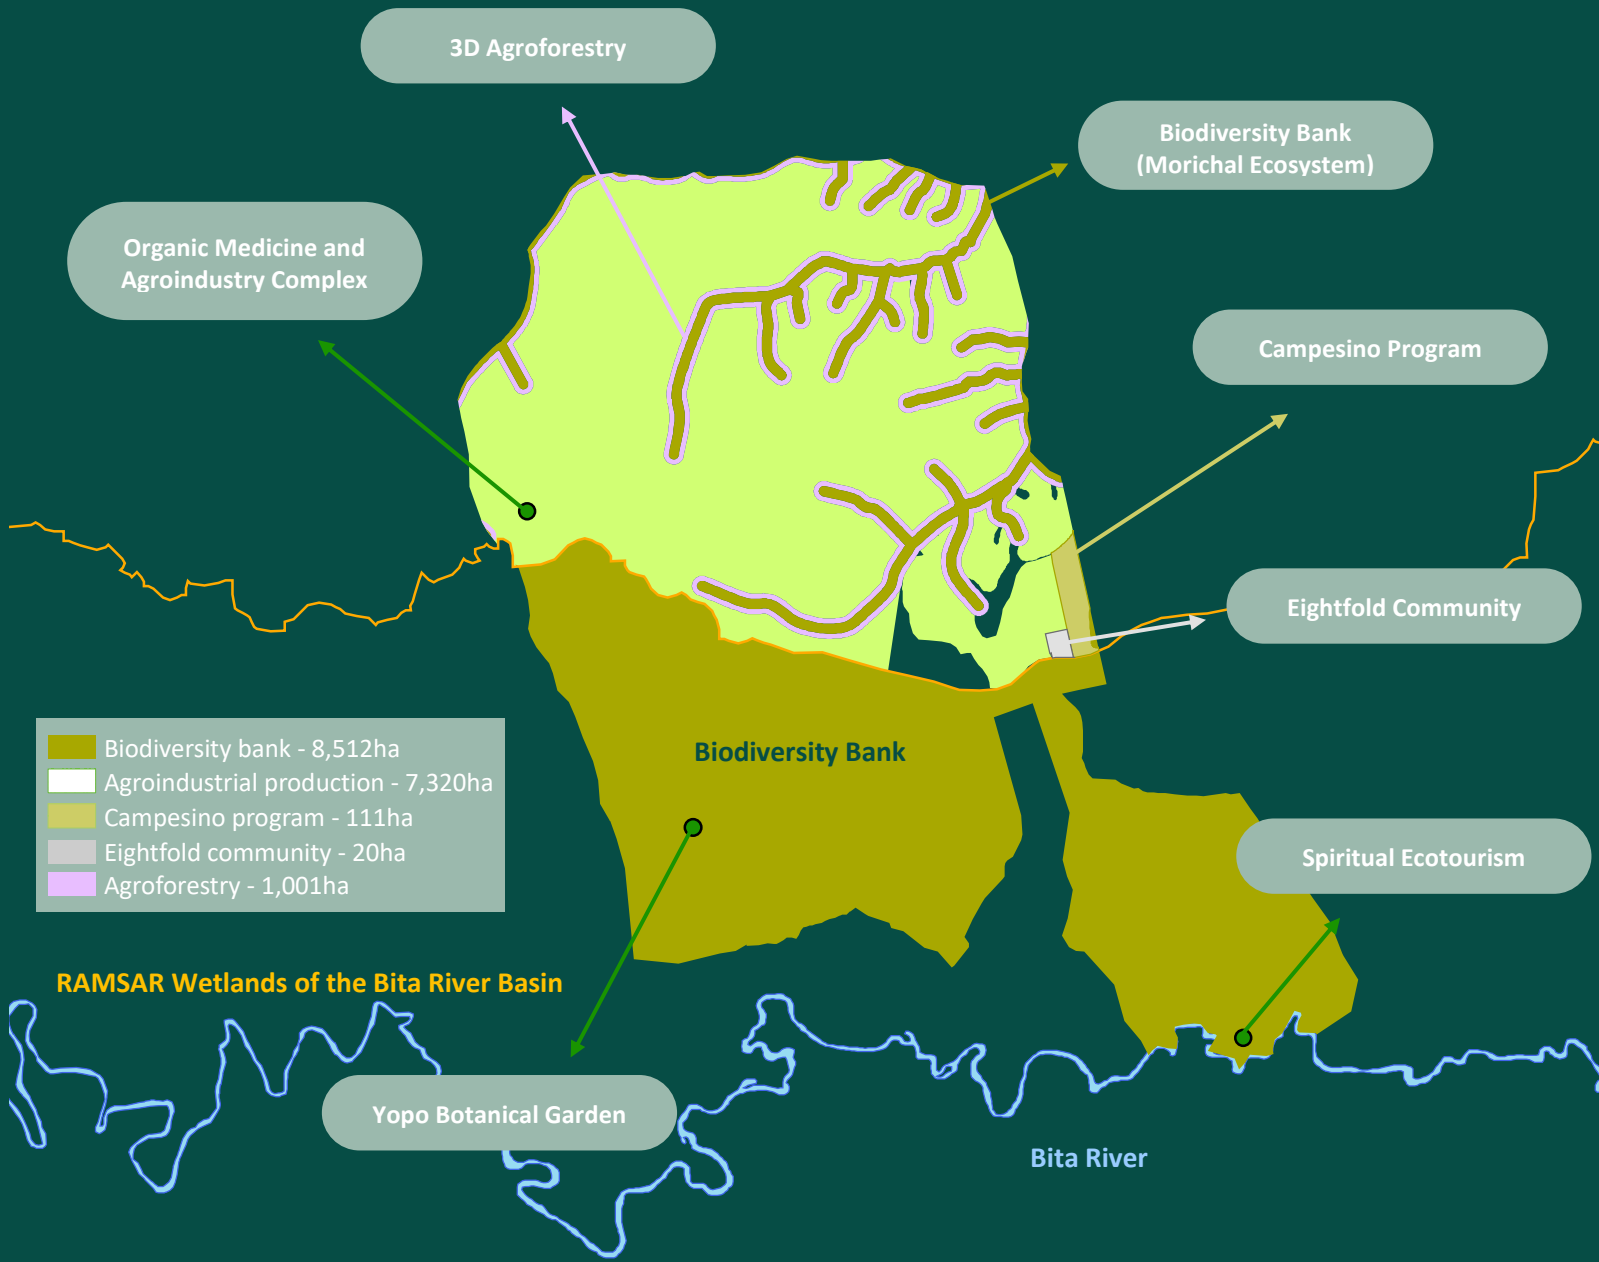 3D Agroforestry
Biodiversity Bank
(Morichal Ecosystem)
Organic Medicine and
Agroindustry Complex
Campesino Program
Eightfold Community
Biodiversity Bank
Biodiversity bank - 8,512ha
Agroindustrial production - 7,320ha
Campesino program - 111ha
Eightfold community - 20ha
Agroforestry - 1,001ha
Spiritual Ecotourism
RAMSAR Wetlands of the Bita River Basin
Yopo Botanical Garden
Bita River